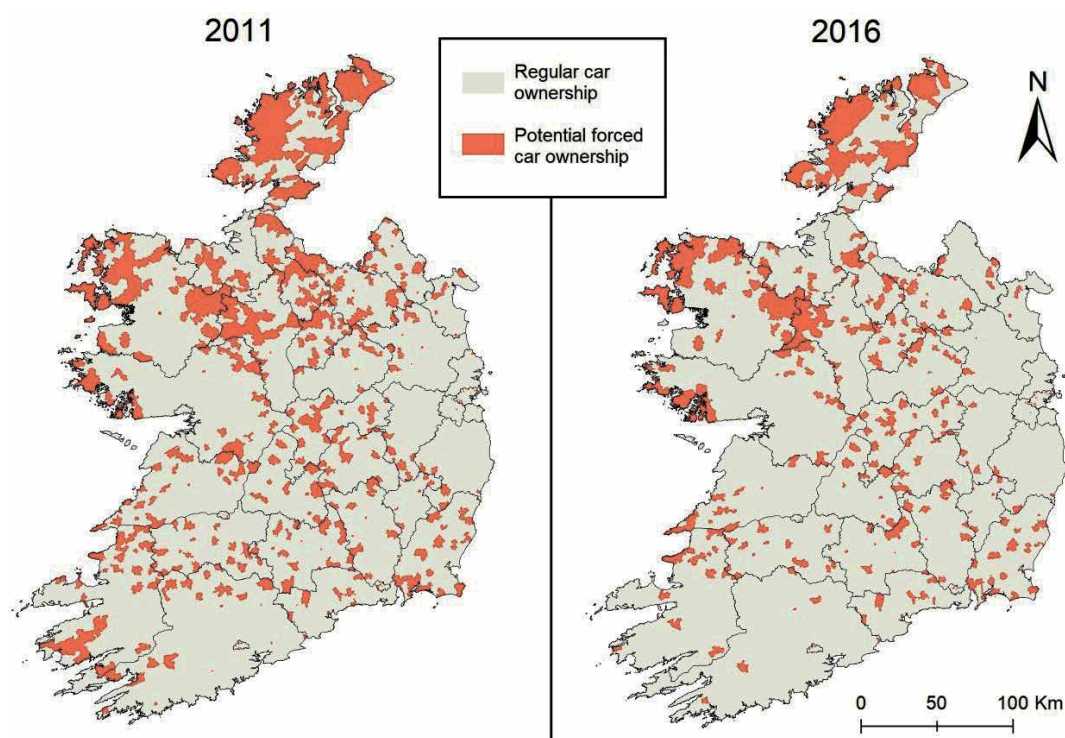 2011
2016
Regular car
ownership
Potential forced
car ownership
N
0 50 100 Km